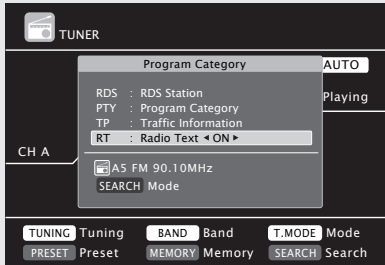 TUNER
Program Category
AUTO
RDS : RDS Station
PTY : Program Category
Playing
TP : Traffic Information
RT : Radio Text ◄ ON ►
CH A
A5 FM 90.10MHz
SEARCH Mode
TUNING Tuning BAND Band T.MODE Mode
PRESET Preset MEMORY Memory SEARCH Search